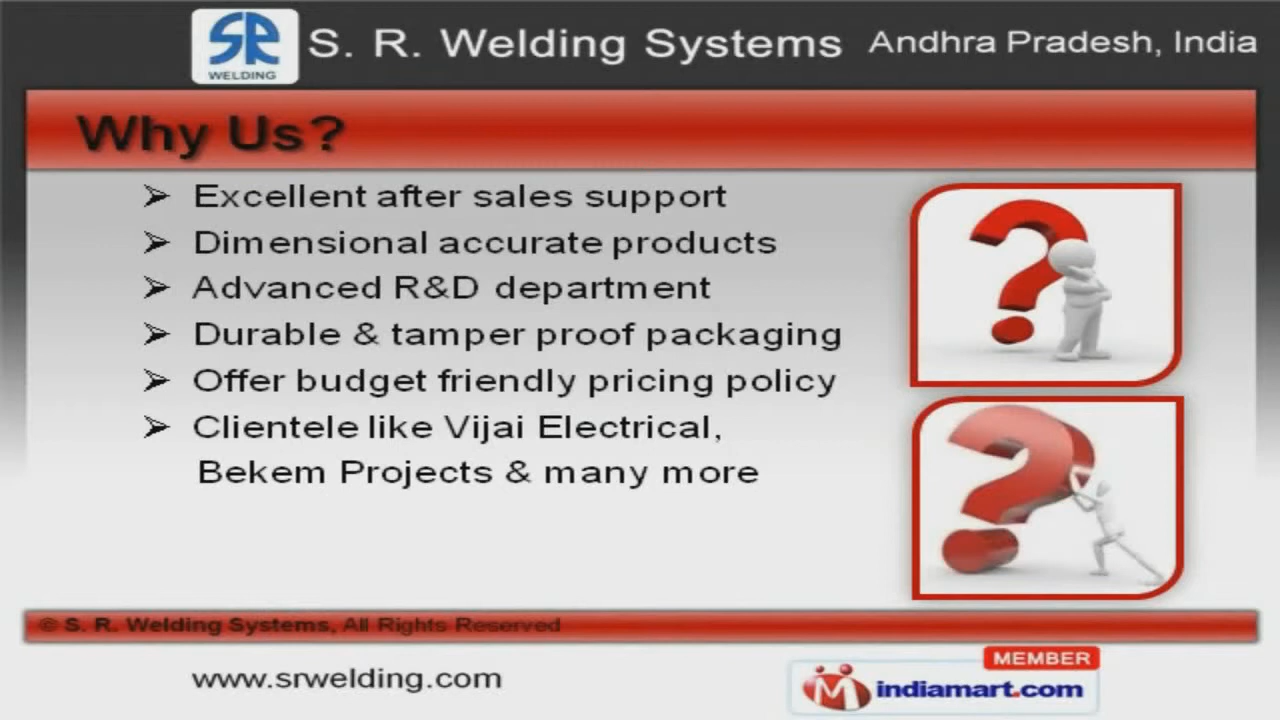 SR
WELDING
S. R. Welding Systems Andhra Pradesh, India
Why Us?
➢ Excellent after sales support
➢ Dimensional accurate products
➢ Advanced R&D department
➢ Durable & tamper proof packaging
➢ Offer budget friendly pricing policy
➢ Clientele like Vijai Electrical,
Bekem Projects & many more
© S. R. Welding Systems, All Rights Reserved
www.srwelding.com
MEMBER
indiamart.com